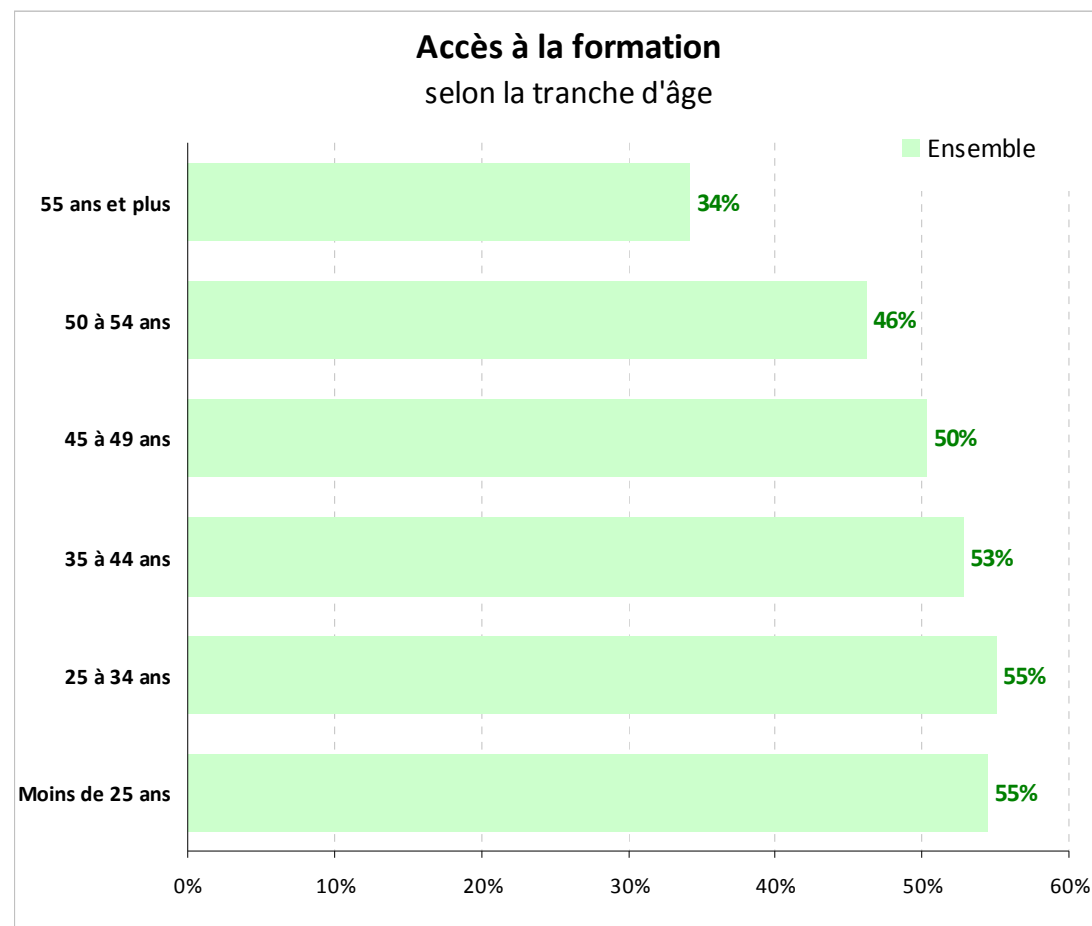 Accès à la formation
selon la tranche d'âge
Ensemble
55 ans et plus
34%
50 à 54 ans
46%
45 à 49 ans
50%
35 à 44 ans
53%
25 à 34 ans
55%
Moins de 25 ans
55%
0% 10% 20% 30% 40% 50% 60%